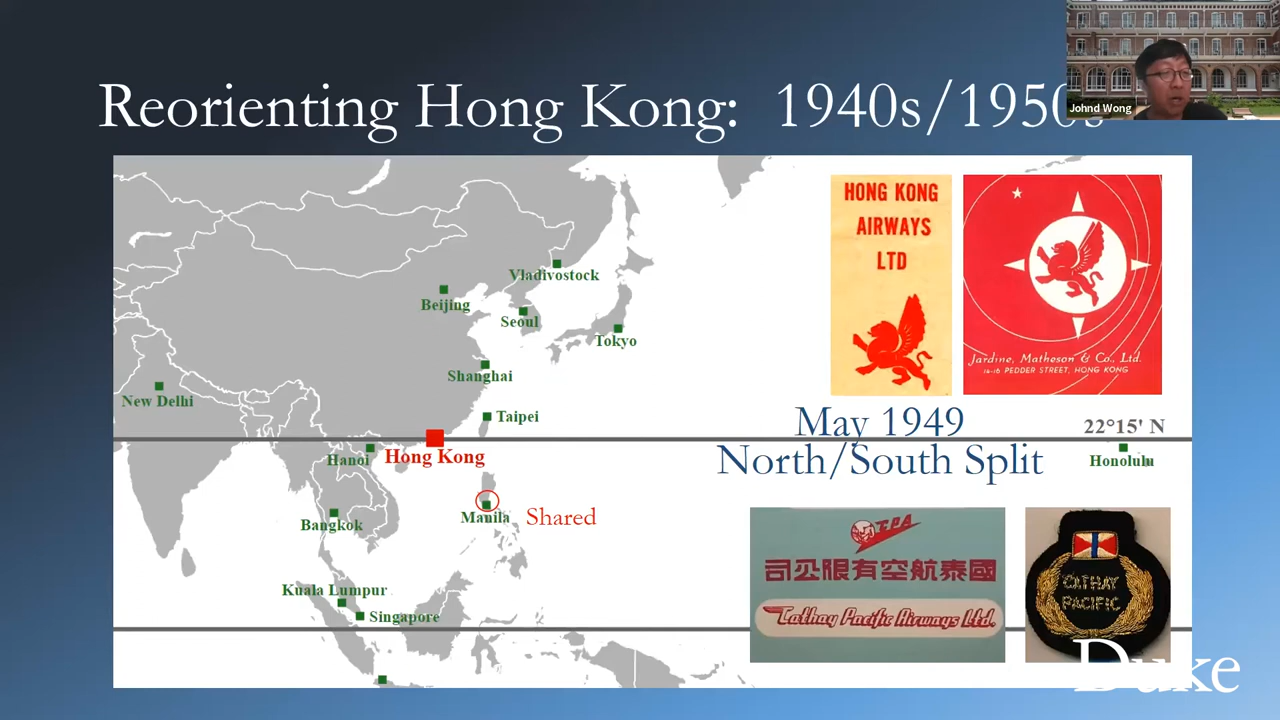 Johnd Wong
Reorienting Hong Kong: 1940s/1950s
HONG KONG
AIRWAYS
LTD
Jardine, Matheson & Co., Ltd.
14-16 PEDDER STREET, HONG KONG
Vladivostock
Beijing
Seoul
Tokyo
Shanghai
New Delhi
Taipei
May 1949
22°15' N
North/South Split
Hanoi
Hong Kong
Honolulu
Manila
Shared
Bangkok
CPA
司公限有空航泰國
Cathay Pacific Airways Ltd.
CATHAY
PACIFIC
Kuala Lumpur
Singapore
Duke